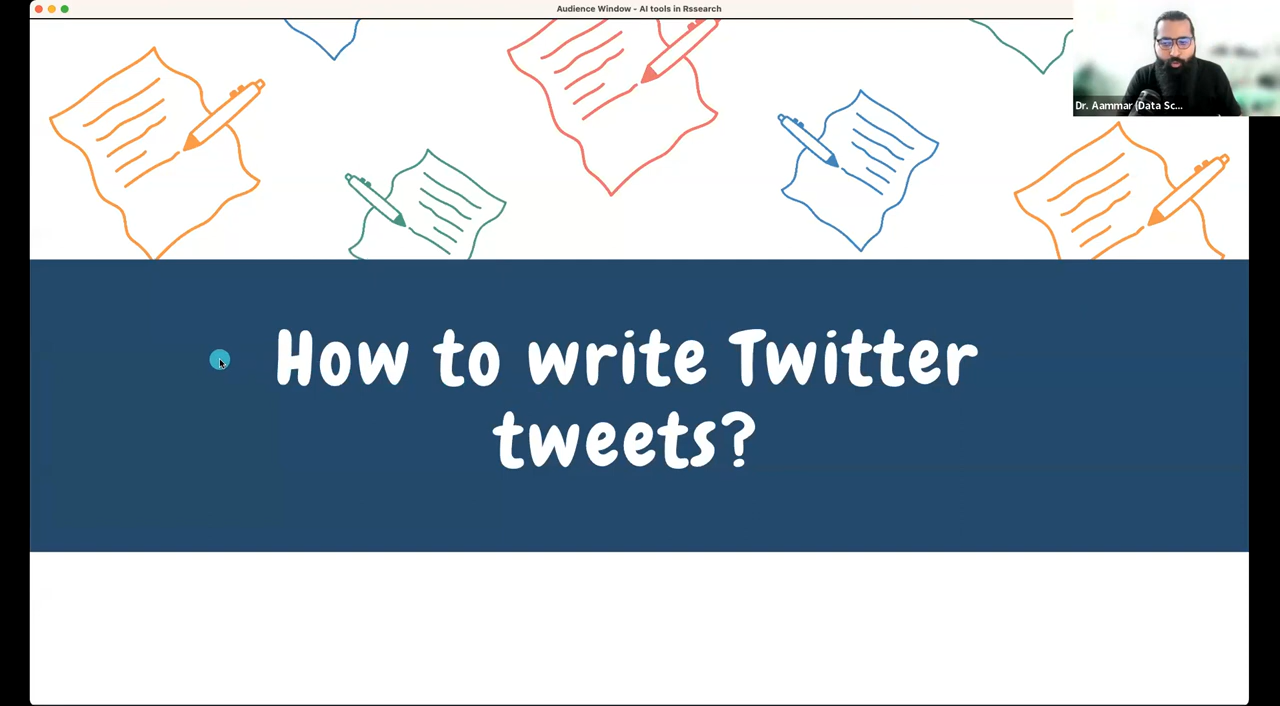 Audience Window - AI tools in Rssearch
Dr. Aammar (Data Sc...
How to write Twitter
tweets?